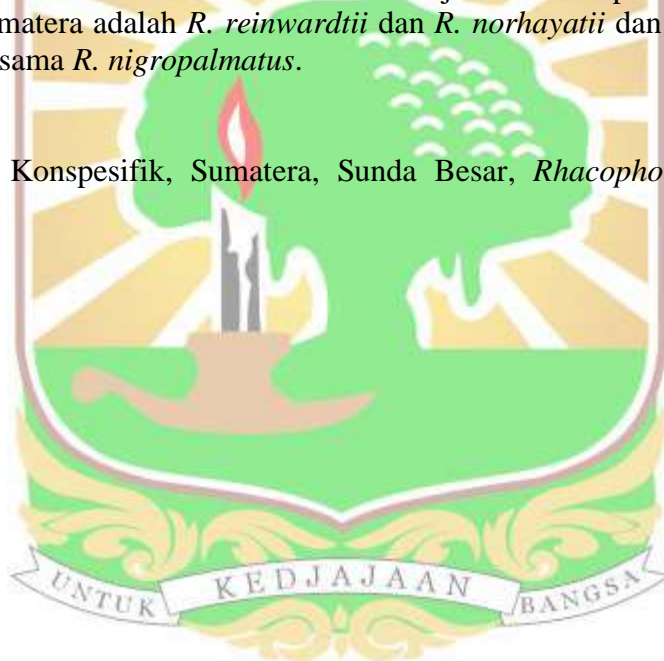 matera adalah R. reinwardtii dan R. norhayatii dan
sama R. nigropalmatus.
Konspesifik, Sumatera, Sunda Besar, Rhacopho
UNTUK KEDJAJAAN BANGSA